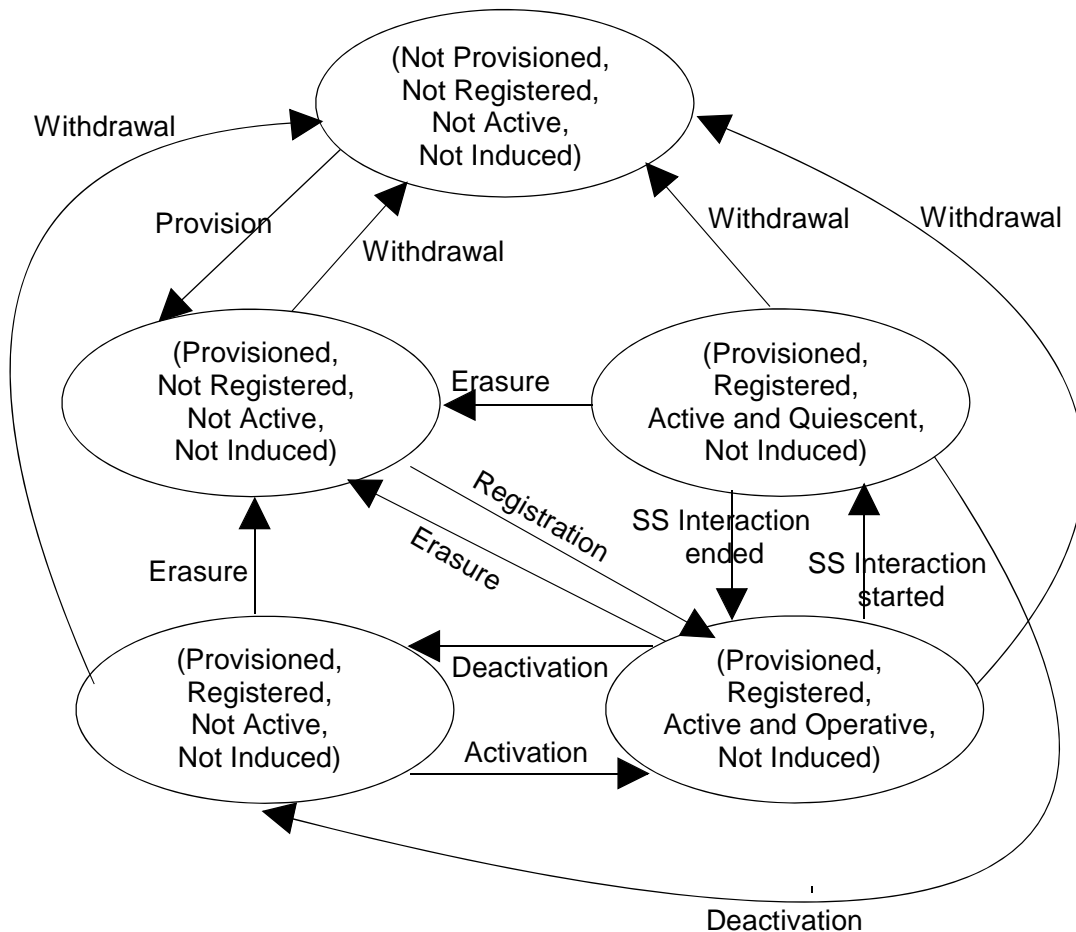 (Not Provisioned,
Not Registered,
Not Active,
Not Induced)
Withdrawal
Provision
Withdrawal
Withdrawal
Withdrawal
(Provisioned,
Not Registered,
Not Active,
Not Induced)
Erasure
(Provisioned,
Registered,
Active and Quiescent,
Not Induced)
Registration
Erasure
SS Interaction
ended
SS Interaction
started
Erasure
(Provisioned,
Registered,
Not Active,
Not Induced)
Deactivation
Activation
(Provisioned,
Registered,
Active and Operative,
Not Induced)
Deactivation